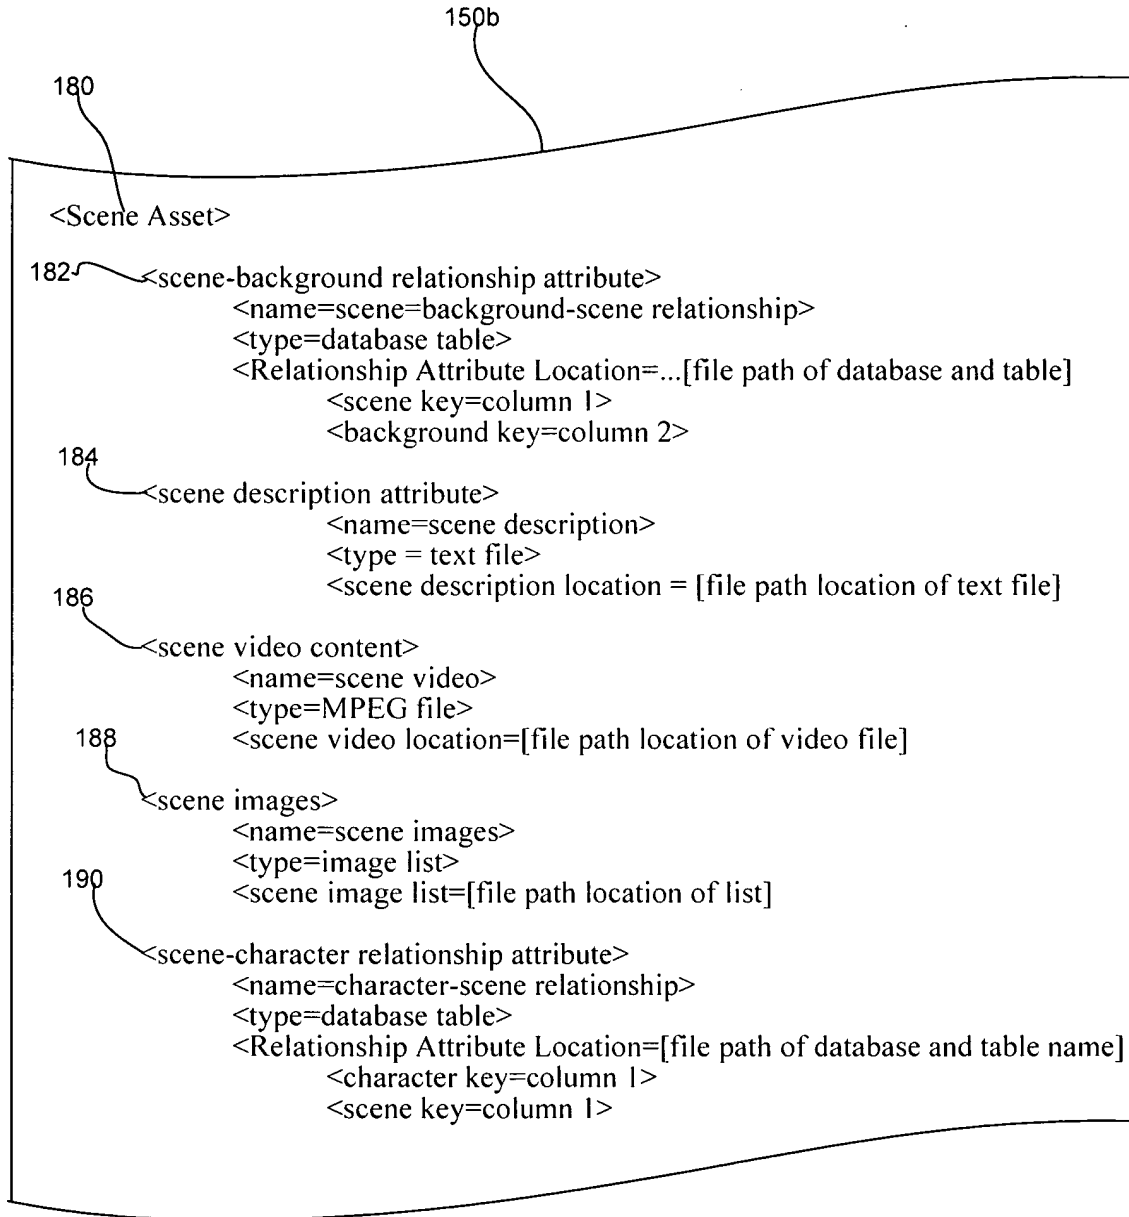 150b
180
<Scene Asset>
182 <scene-background relationship attribute>
<name=scene=background-scene relationship>
<type=database table>
<Relationship Attribute Location=...[file path of database and table]
<scene key=column 1>
<background key=column 2>
184
<scene description attribute>
<name=scene description>
<type = text file>
<scene description location = [file path location of text file]
186
<scene video content>
<name=scene video>
<type=MPEG file>
188 <scene video location=[file path location of video file]
<scene images>
<name=scene images>
<type=image list>
190 <scene image list=[file path location of list]
<scene-character relationship attribute>
<name=character-scene relationship>
<type=database table>
<Relationship Attribute Location=[file path of database and table name]
<character key=column 1>
<scene key=column 1>